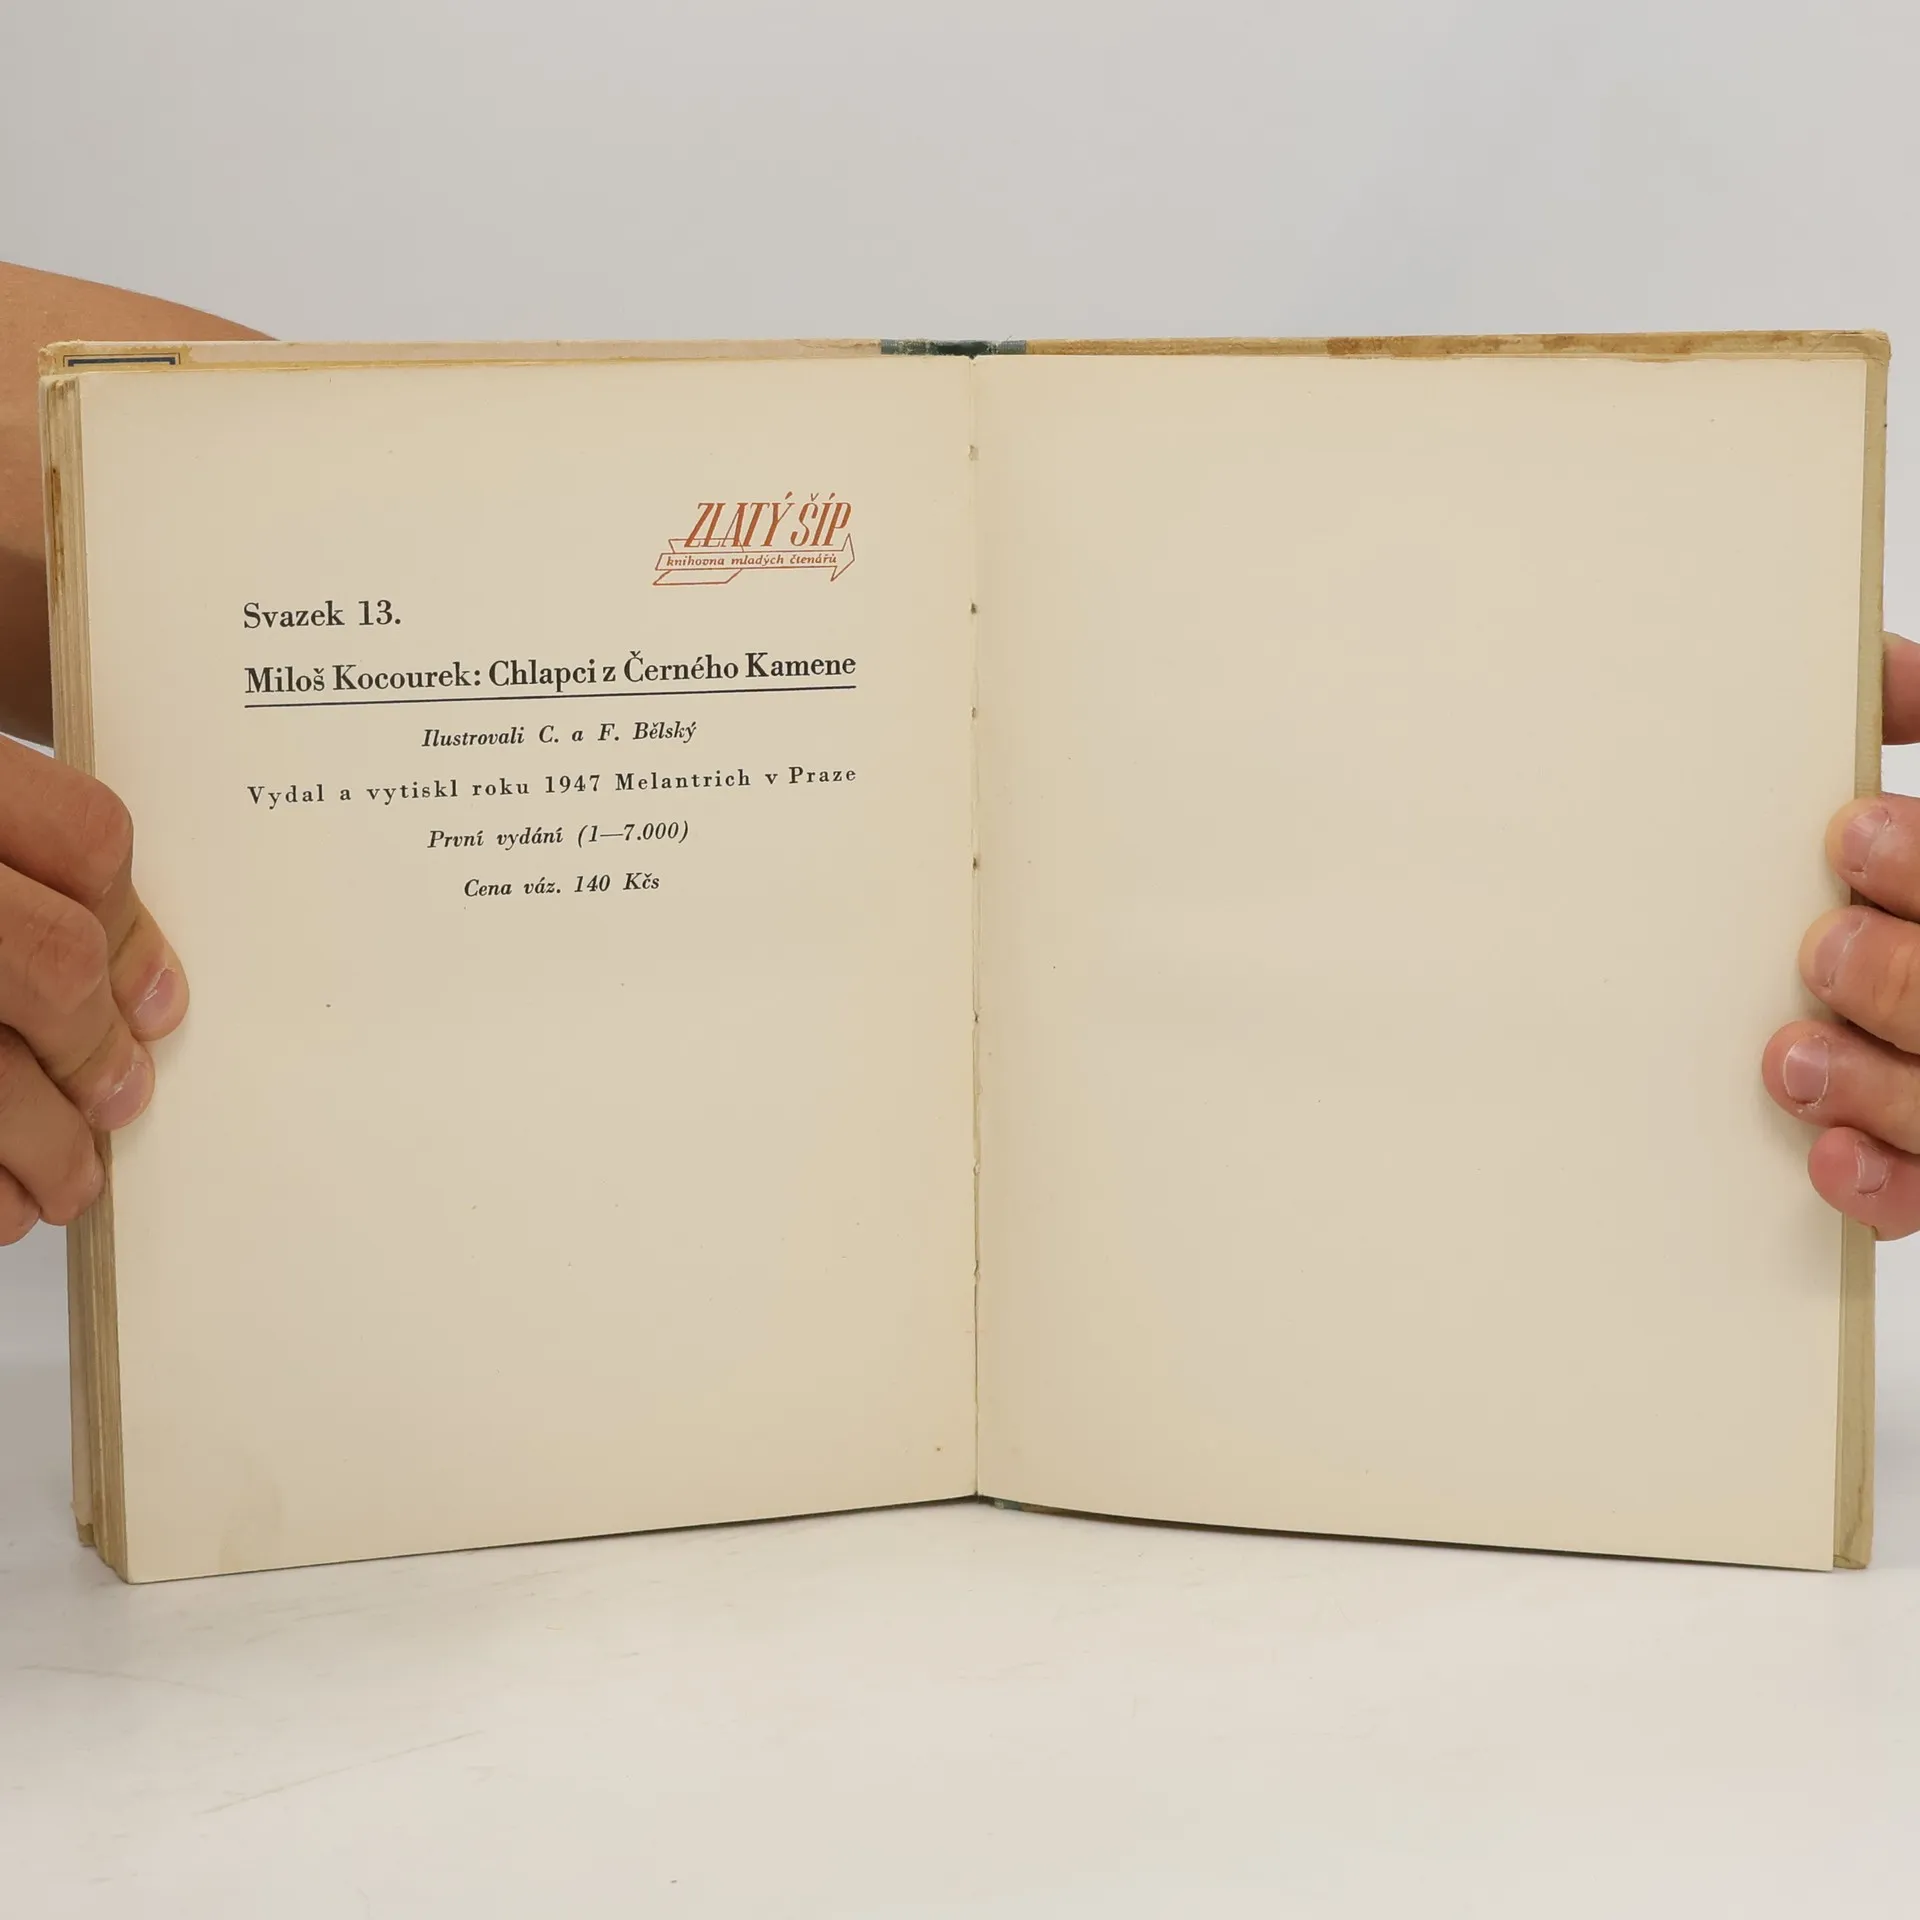 ZLATÝ ŠÍP
knihovna mladých čtenářů
Svazek 13.
Miloš Kocourek: Chlapci z Černého Kamene
Ilustrovali C. a F. Bělský
Vydal a vytiskl roku 1947 Melantrich v Praze
První vydání (1—7.000)
Cena váz. 140 Kčs